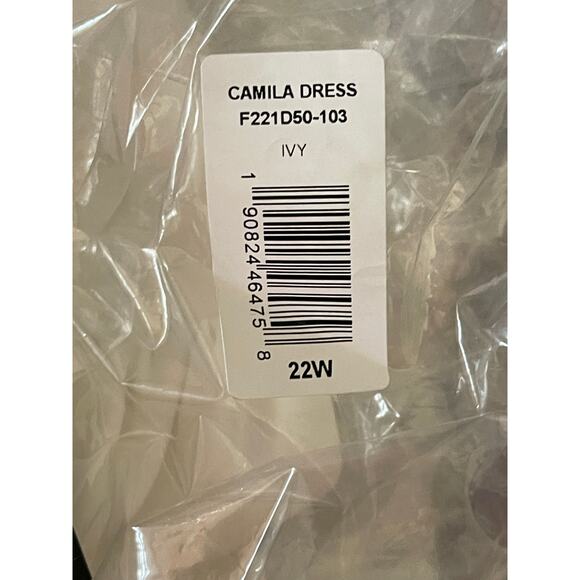 CAMILA DRESS
F221D50-103
IVY
1 90824 46475 8
22W